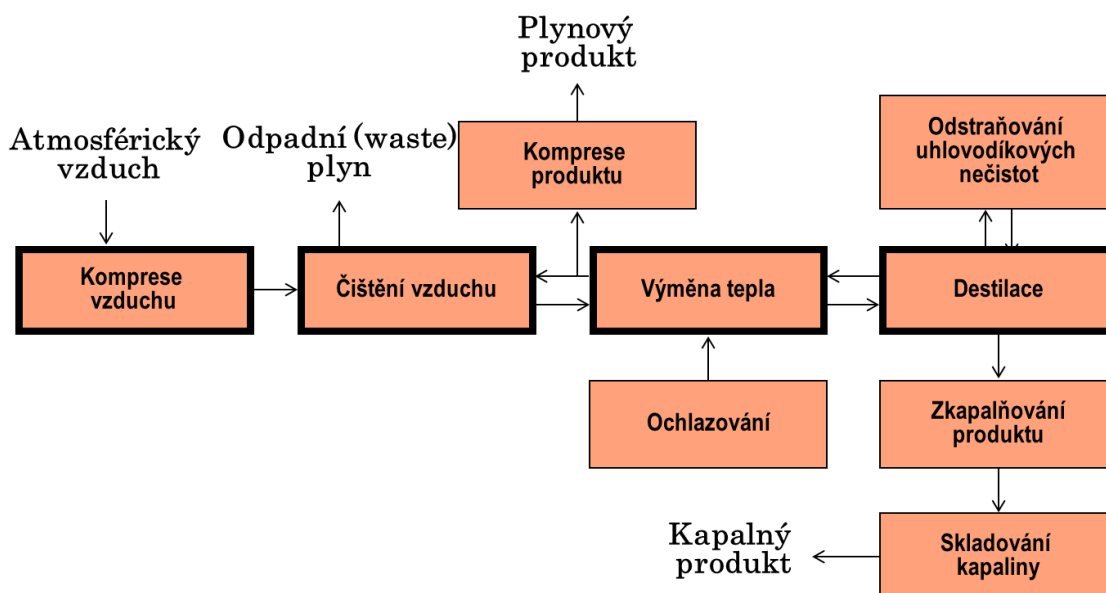 Plynový
produkt
Atmosférický
vzduch
Odpadní (waste)
plyn
Komprese
produktu
Odstraňování
uhlovodíkových
nečistot
Komprese
vzduchu
Čištění vzduchu
Výměna tepla
Destilace
Ochlazování
Zkapalňování
produktu
Kapalný
produkt
Skladování
kapaliny